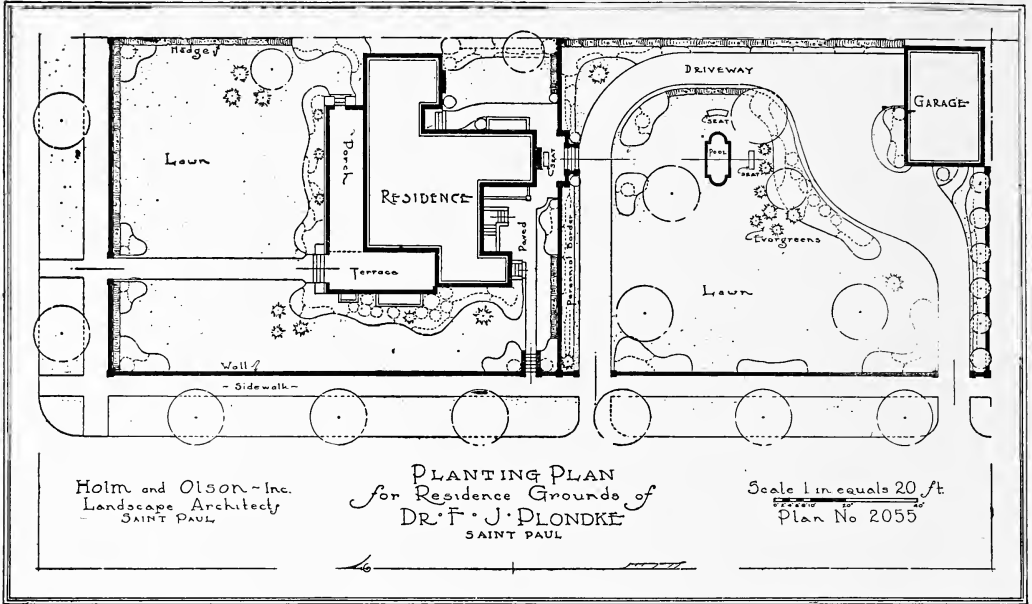 Hedge
DRIVEWAY
GARAGE
Lawn
Porch
RESIDENCE
SEAT
SEAT
POOL
SEAT
Evergreens
Paved
Perennial Border
Terrace
Lawn
Wall
- Sidewalk -
Holm and Olson - Inc.
Landscape Architects
SAINT PAUL
PLANTING PLAN
for Residence Grounds of
DR· F · J · PLONDKE
SAINT PAUL
Scale 1 in equals 20 ft.
Plan No 2055